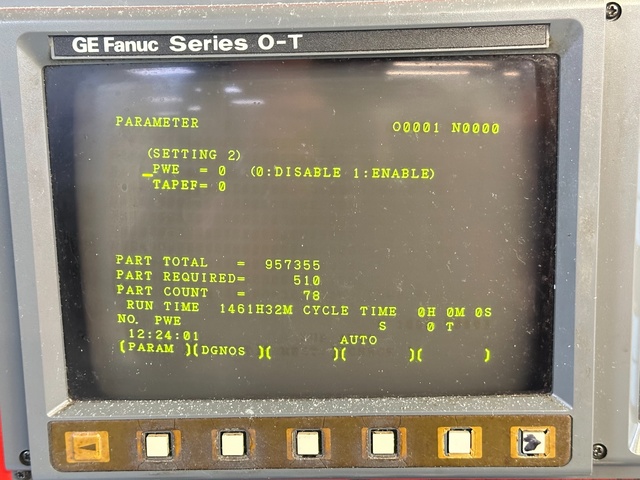 GE Fanuc Series O-T
PARAMETER O0001 N0000
(SETTING 2)
PWE = 0 (0:DISABLE 1:ENABLE)
TAPEF= 0
PART TOTAL = 957355
PART REQUIRED= 510
PART COUNT = 78
RUN TIME 1461H32M CYCLE TIME 0H 0M 0S
NO. PWE S 0 T
12:24:01 AUTO
(PARAM )(DGNOS )( )( )( )